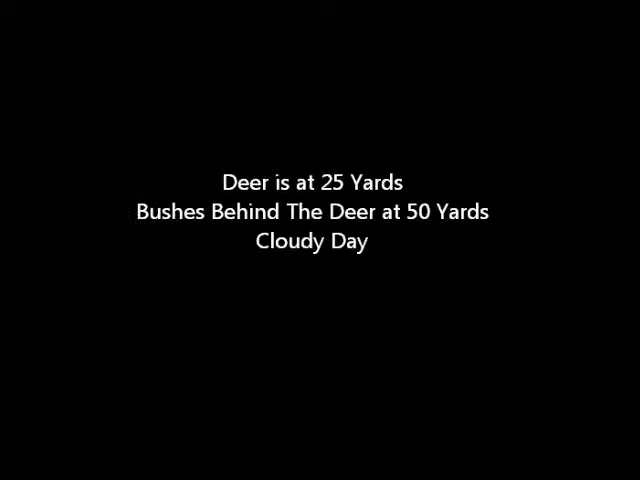 Deer is at 25 Yards
Bushes Behind The Deer at 50 Yards
Cloudy Day